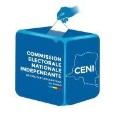 COMMISSION
ELECTORALE
NATIONALE
INDEPENDANTE
CENI